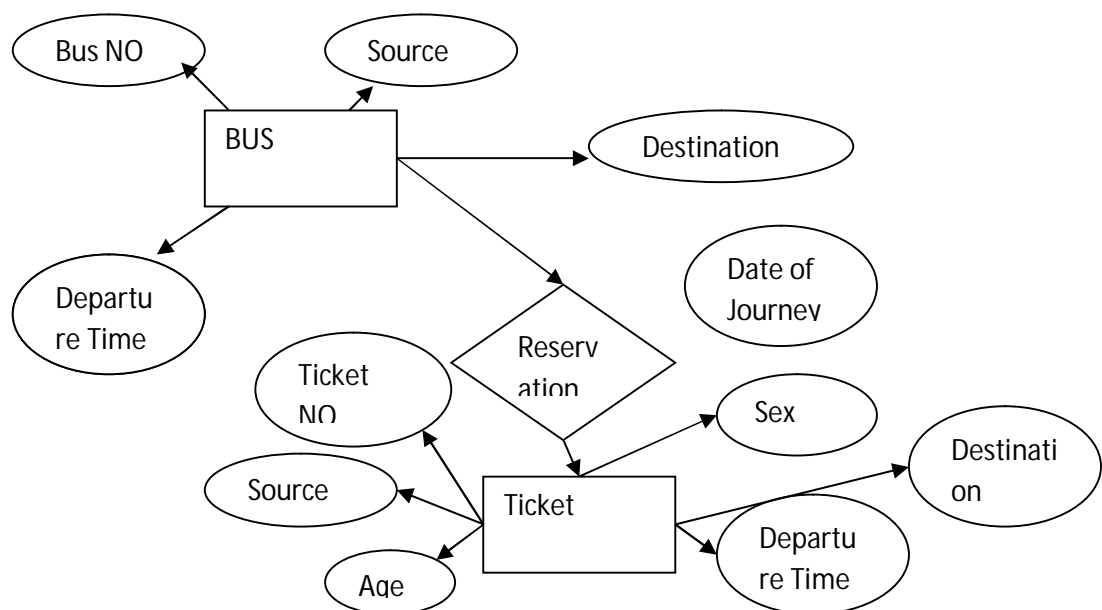 Bus NO
Source
BUS
Destination
Departu
re Time
Date of
Journey
Reserv
ation
Ticket
NO
Sex
Destinati
on
Source
Ticket
Departu
re Time
Age